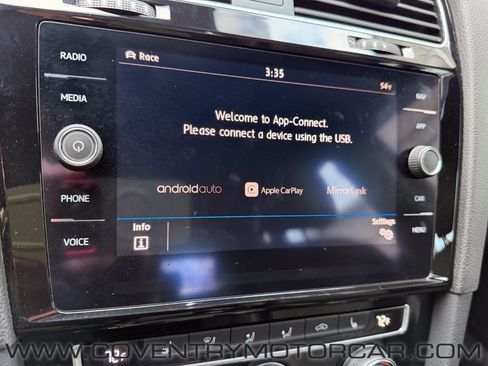 RADIO
MEDIA
PHONE
VOICE
Race
3:35
54°F
Welcome to App-Connect.
Please connect a device using the USB.
androidauto
Apple CarPlay
MirrorLink
Info
Settings
NAV
APP
CAR
MENU
WWW.COVENTRYMOTORCAR.COM